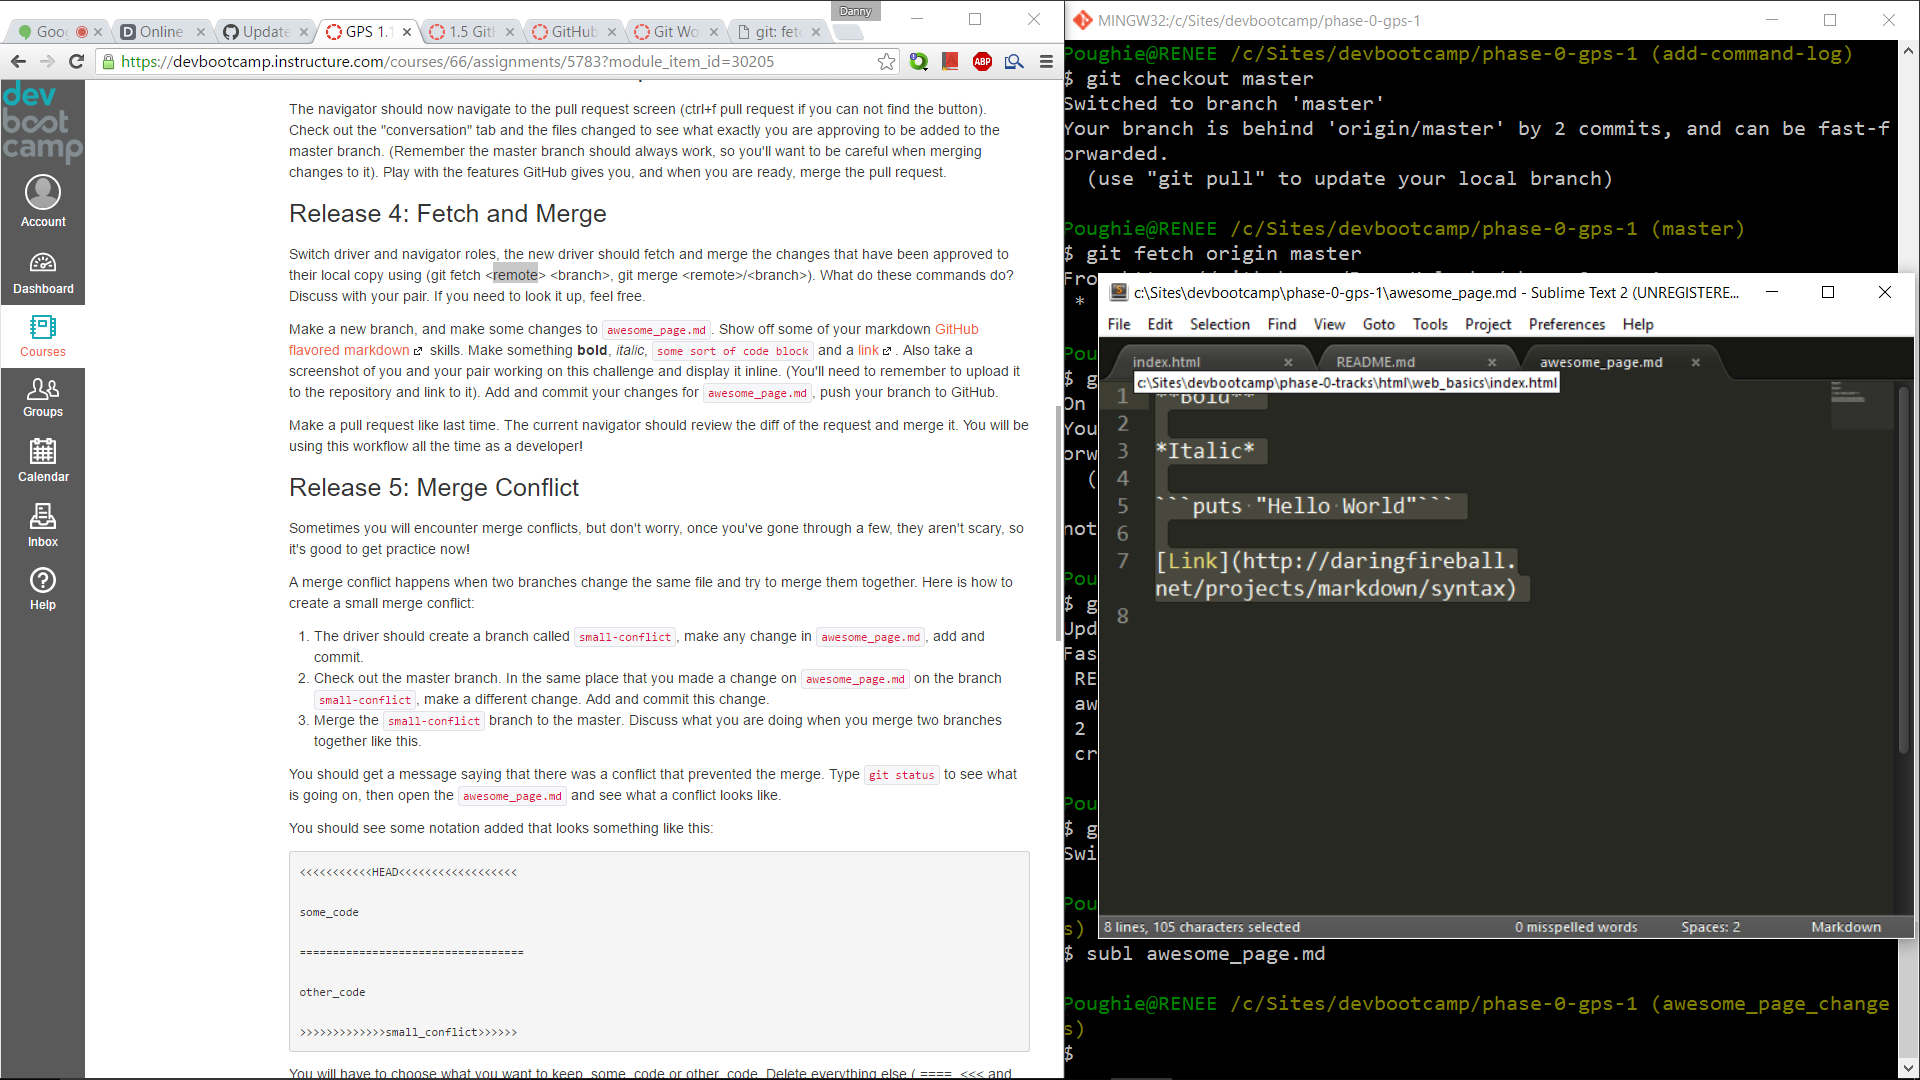 Danny
Goo
Online
Update
GPS 1.1
1.5 GitH
GitHub
Git Wo
git: fet
https://devbootcamp.instructure.com/courses/66/assignments/5783?module_item_id=30205
ABP
dev
bootcamp
Account
Dashboard
Courses
Groups
Calendar
Inbox
Help
The navigator should now navigate to the pull request screen (ctrl+f pull request if you can not find the button).
Check out the "conversation" tab and the files changed to see what exactly you are approving to be added to the
master branch. (Remember the master branch should always work, so you'll want to be careful when merging
changes to it). Play with the features GitHub gives you, and when you are ready, merge the pull request.
Release 4: Fetch and Merge
Switch driver and navigator roles, the new driver should fetch and merge the changes that have been approved to
their local copy using (git fetch <remote> <branch>, git merge <remote>/<branch>). What do these commands do?
Discuss with your pair. If you need to look it up, feel free.
Make a new branch, and make some changes to awesome_page.md. Show off some of your markdown GitHub
flavored markdown skills. Make something bold, italic, some sort of code block and a link . Also take a
screenshot of you and your pair working on this challenge and display it inline. (You'll need to remember to upload it
to the repository and link to it). Add and commit your changes for awesome_page.md, push your branch to GitHub.
Make a pull request like last time. The current navigator should review the diff of the request and merge it. You will be
using this workflow all the time as a developer!
Release 5: Merge Conflict
Sometimes you will encounter merge conflicts, but don't worry, once you've gone through a few, they aren't scary, so
it's good to get practice now!
A merge conflict happens when two branches change the same file and try to merge them together. Here is how to
create a small merge conflict:
1. The driver should create a branch called small-conflict, make any change in awesome_page.md, add and
commit.
2. Check out the master branch. In the same place that you made a change on awesome_page.md on the branch
small-conflict, make a different change. Add and commit this change.
3. Merge the small-conflict branch to the master. Discuss what you are doing when you merge two branches
together like this.
You should get a message saying that there was a conflict that prevented the merge. Type git status to see what
is going on, then open the awesome_page.md and see what a conflict looks like.
You should see some notation added that looks something like this:
<<<<<<<<<<<HEAD<<<<<<<<<<<<<<<<<<
some_code
==================================
other_code
>>>>>>>>>>>>>small_conflict>>>>>>
You will have to choose what you want to keep, some_code or other_code. Delete everything else ( ====, <<< and
MINGW32:/c/Sites/devbootcamp/phase-0-gps-1
Poughie@RENEE /c/Sites/devbootcamp/phase-0-gps-1 (add-command-log)
$ git checkout master
Switched to branch 'master'
Your branch is behind 'origin/master' by 2 commits, and can be fast-f
orwarded.
(use "git pull" to update your local branch)
Poughie@RENEE /c/Sites/devbootcamp/phase-0-gps-1 (master)
$ git fetch origin master
Fro
*
Pou
$ g
On
You
orw
(
not
Pou
$ g
Upd
Fas
RE
aw
2
cr
Pou
$ g
Swi
Pou
s)
$ subl awesome_page.md
Poughie@RENEE /c/Sites/devbootcamp/phase-0-gps-1 (awesome_page_change
s)
$
c:\Sites\devbootcamp\phase-0-gps-1\awesome_page.md - Sublime Text 2 (UNREGISTERE...
File Edit Selection Find View Goto Tools Project Preferences Help
index.html
README.md
awesome_page.md
c:\Sites\devbootcamp\phase-0-tracks\html\web_basics\index.html
1 **Bold**
2
3 *Italic*
4
5 ```puts "Hello World"```
6
7 [Link](http://daringfireball.
net/projects/markdown/syntax)
8
8 lines, 105 characters selected
0 misspelled words
Spaces: 2
Markdown